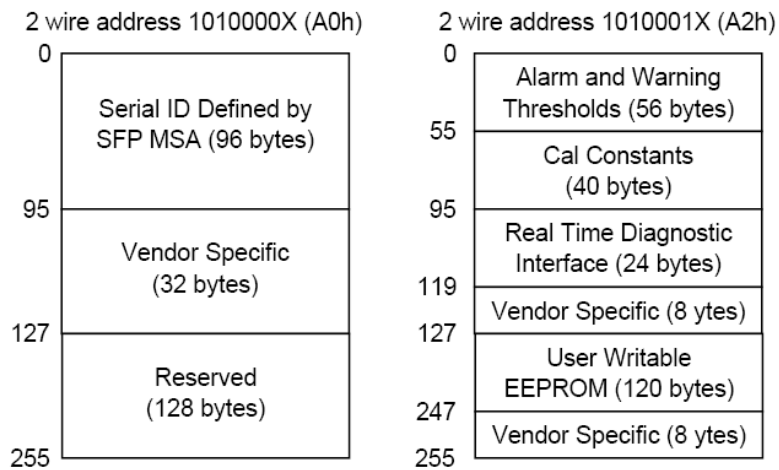 2 wire address 1010000X (A0h)
0
Serial ID Defined by
SFP MSA (96 bytes)
95
Vendor Specific
(32 bytes)
127
Reserved
(128 bytes)
255
2 wire address 1010001X (A2h)
0
Alarm and Warning
Thresholds (56 bytes)
55
Cal Constants
(40 bytes)
95
Real Time Diagnostic
Interface (24 bytes)
119
Vendor Specific (8 ytes)
127
User Writable
EEPROM (120 bytes)
247
Vendor Specific (8 ytes)
255